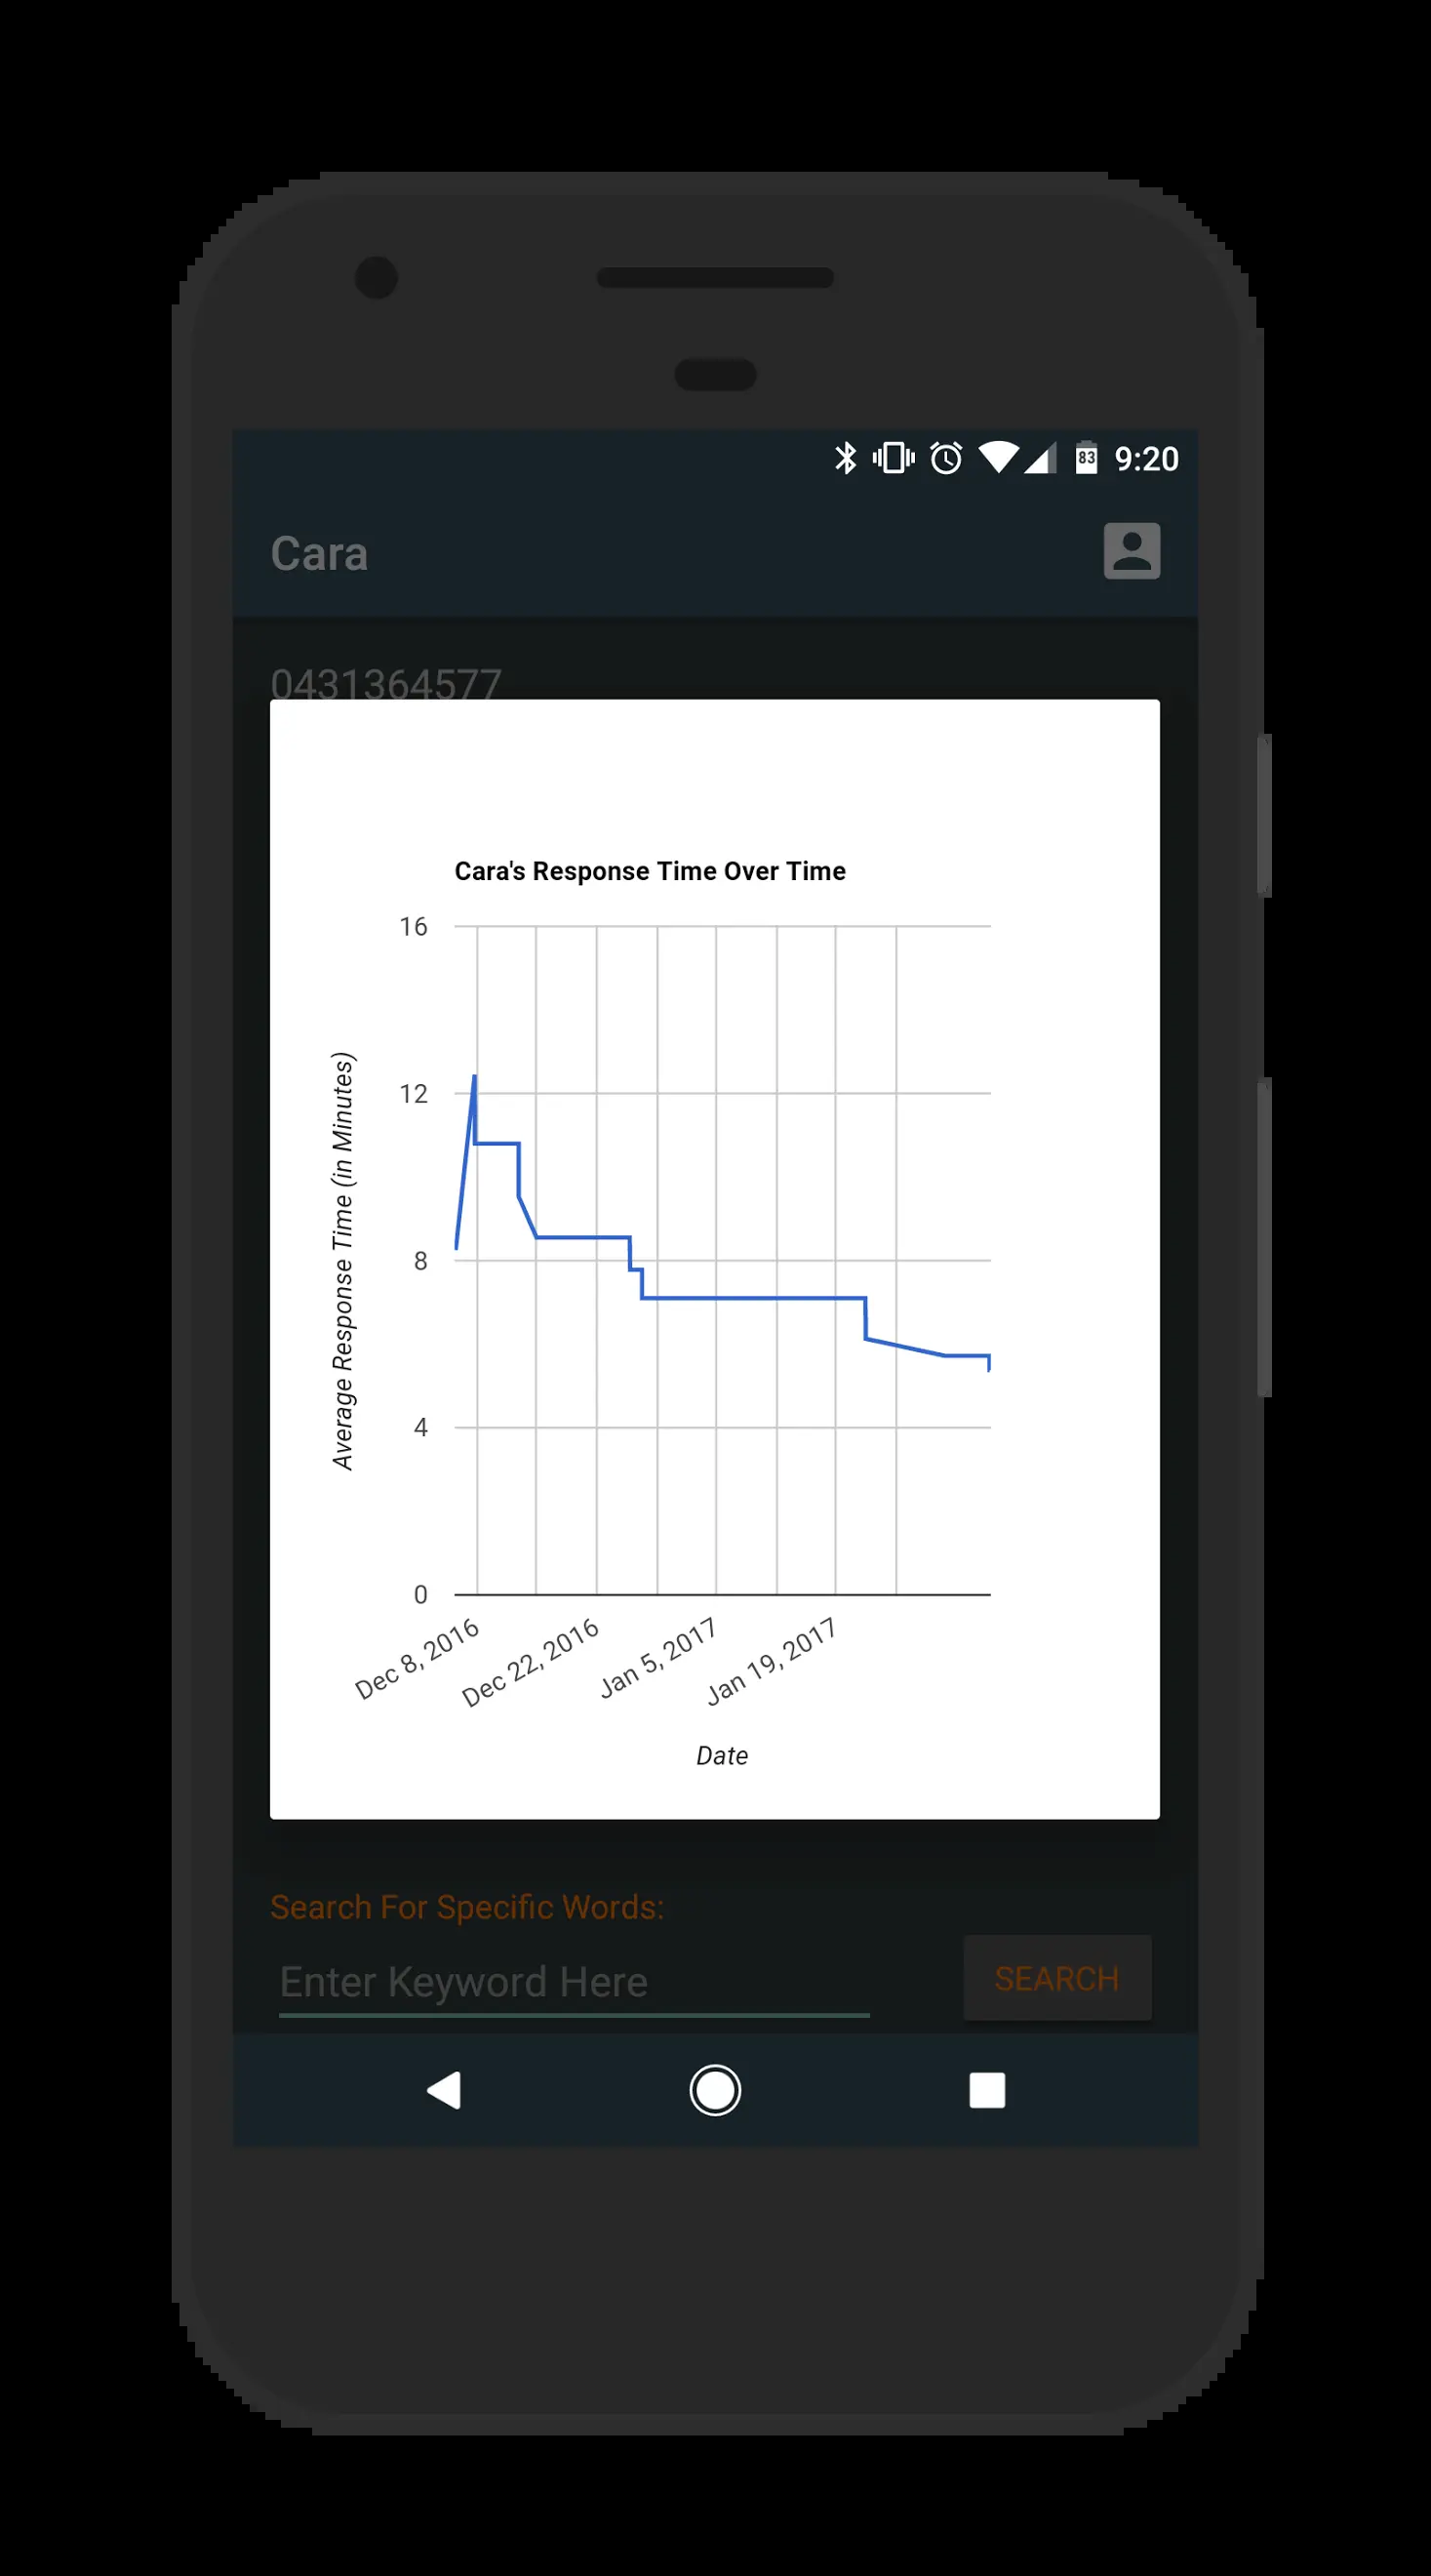 83 9:20
Cara
0431364577
Cara's Response Time Over Time
16
12
8
4
0
Average Response Time (in Minutes)
Dec 8, 2016
Dec 22, 2016
Jan 5, 2017
Jan 19, 2017
Date
Search For Specific Words:
Enter Keyword Here
SEARCH